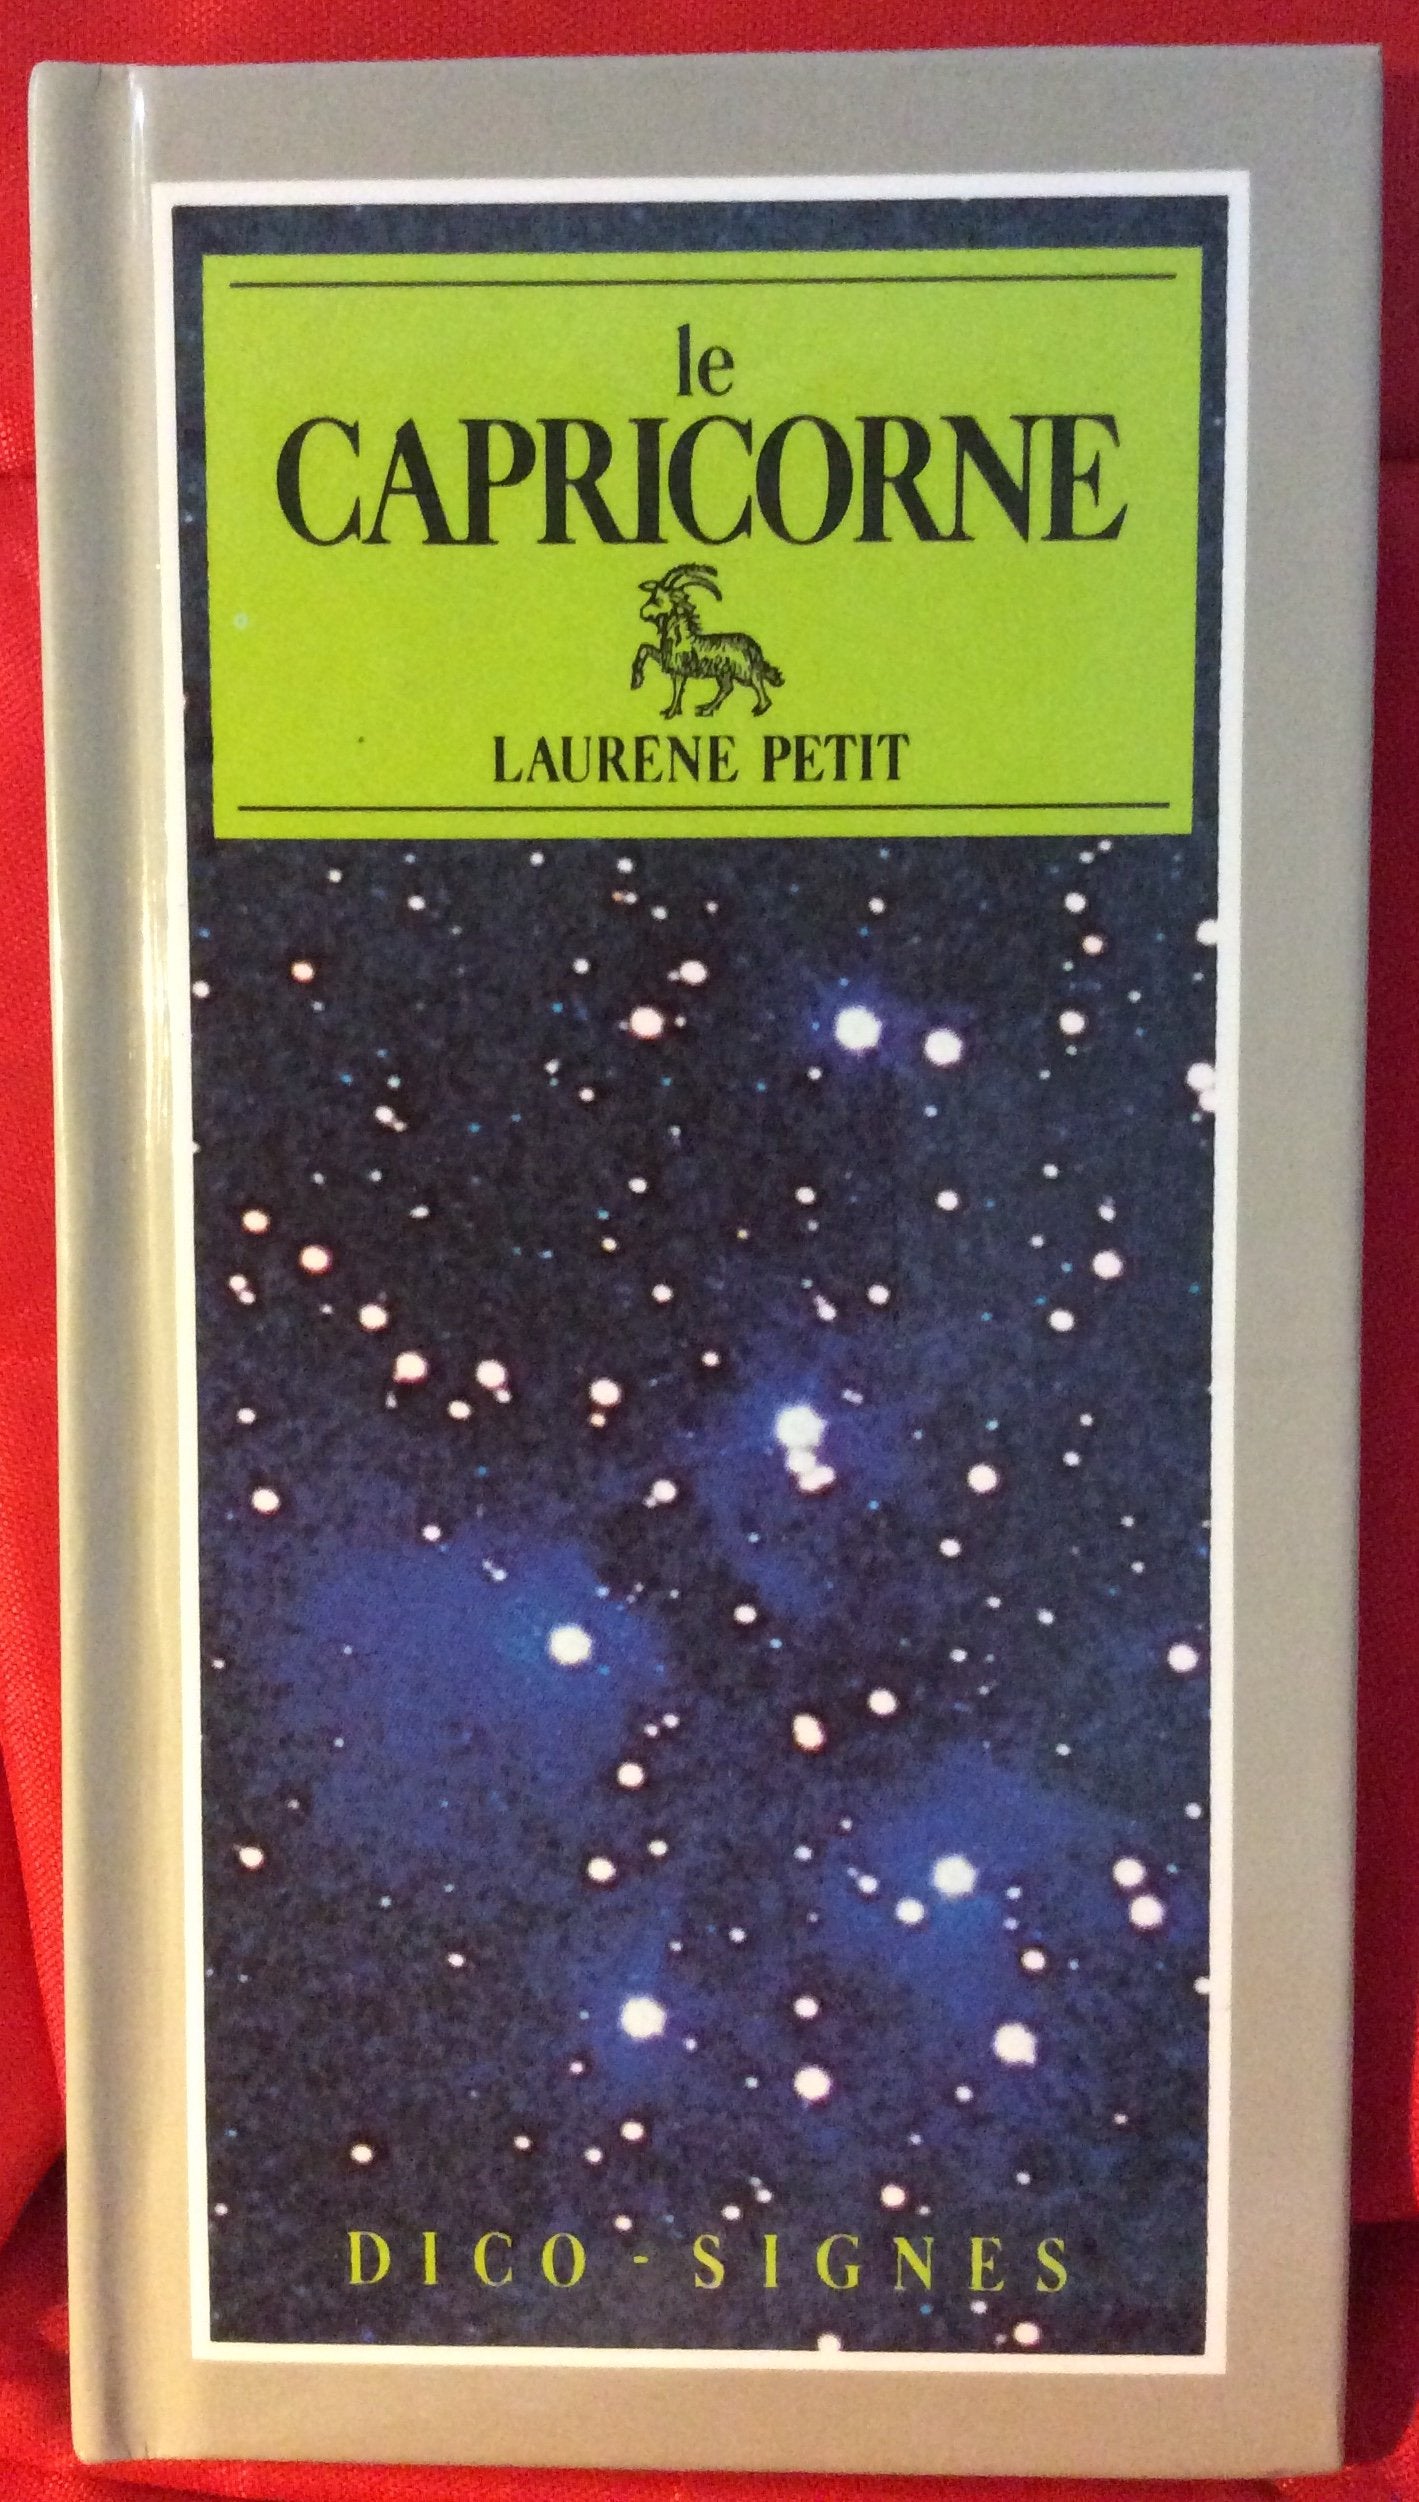 le
CAPRICORNE
LAURENE PETIT
DICO-SIGNES